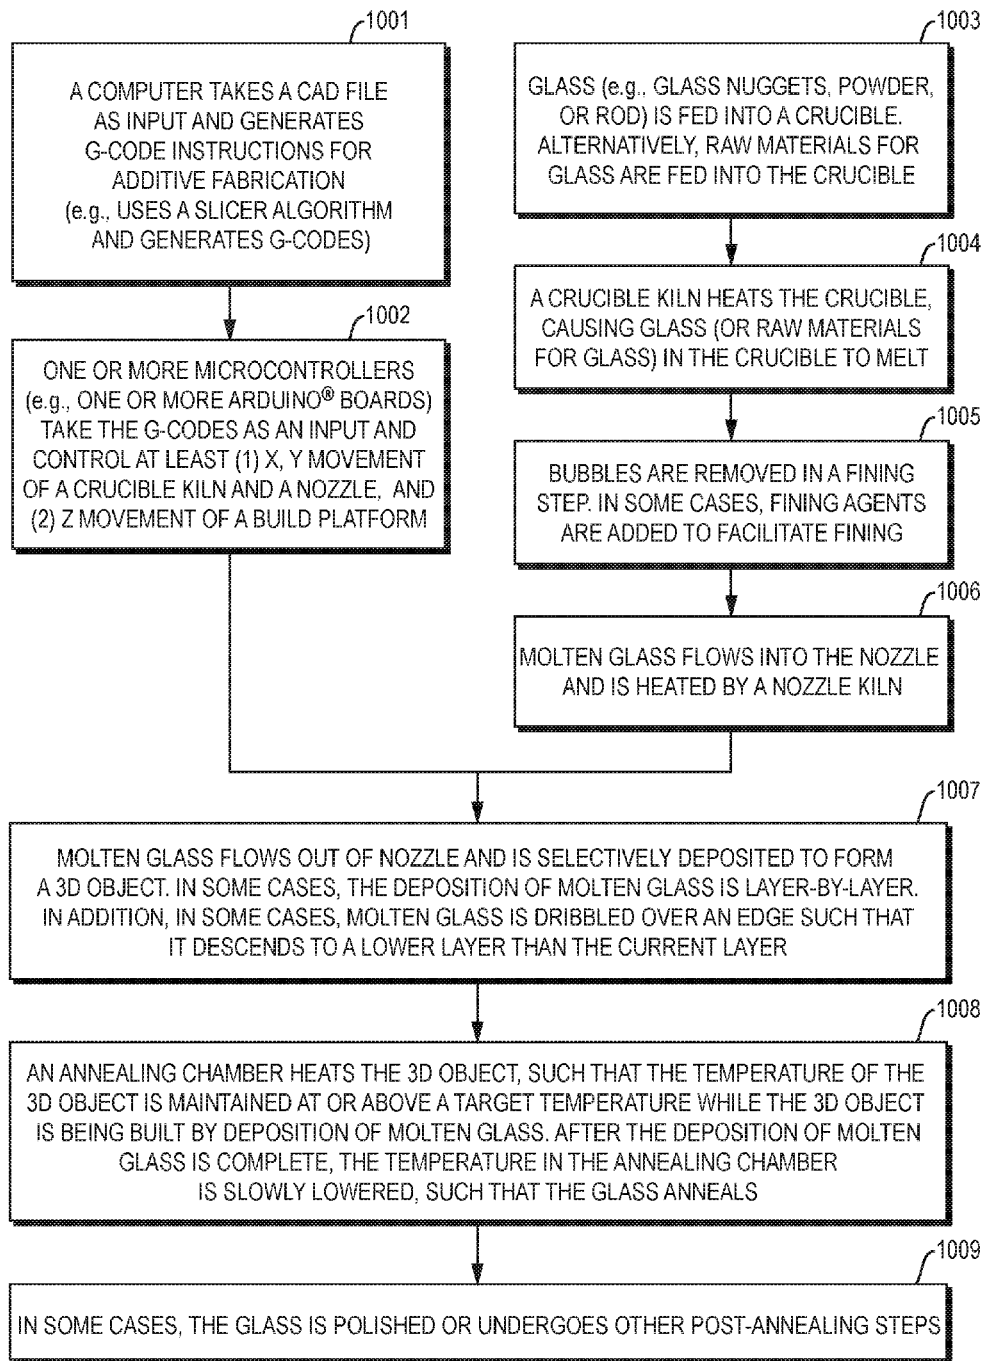 1001
A COMPUTER TAKES A CAD FILE
AS INPUT AND GENERATES
G-CODE INSTRUCTIONS FOR
ADDITIVE FABRICATION
(e.g., USES A SLICER ALGORITHM
AND GENERATES G-CODES)
1002
ONE OR MORE MICROCONTROLLERS
(e.g., ONE OR MORE ARDUINO® BOARDS)
TAKE THE G-CODES AS AN INPUT AND
CONTROL AT LEAST (1) X, Y MOVEMENT
OF A CRUCIBLE KILN AND A NOZZLE, AND
(2) Z MOVEMENT OF A BUILD PLATFORM
1003
GLASS (e.g., GLASS NUGGETS, POWDER,
OR ROD) IS FED INTO A CRUCIBLE.
ALTERNATIVELY, RAW MATERIALS FOR
GLASS ARE FED INTO THE CRUCIBLE
1004
A CRUCIBLE KILN HEATS THE CRUCIBLE,
CAUSING GLASS (OR RAW MATERIALS
FOR GLASS) IN THE CRUCIBLE TO MELT
1005
BUBBLES ARE REMOVED IN A FINING
STEP. IN SOME CASES, FINING AGENTS
ARE ADDED TO FACILITATE FINING
1006
MOLTEN GLASS FLOWS INTO THE NOZZLE
AND IS HEATED BY A NOZZLE KILN
1007
MOLTEN GLASS FLOWS OUT OF NOZZLE AND IS SELECTIVELY DEPOSITED TO FORM
A 3D OBJECT. IN SOME CASES, THE DEPOSITION OF MOLTEN GLASS IS LAYER-BY-LAYER.
IN ADDITION, IN SOME CASES, MOLTEN GLASS IS DRIBBLED OVER AN EDGE SUCH THAT
IT DESCENDS TO A LOWER LAYER THAN THE CURRENT LAYER
1008
AN ANNEALING CHAMBER HEATS THE 3D OBJECT, SUCH THAT THE TEMPERATURE OF THE
3D OBJECT IS MAINTAINED AT OR ABOVE A TARGET TEMPERATURE WHILE THE 3D OBJECT
IS BEING BUILT BY DEPOSITION OF MOLTEN GLASS. AFTER THE DEPOSITION OF MOLTEN
GLASS IS COMPLETE, THE TEMPERATURE IN THE ANNEALING CHAMBER
IS SLOWLY LOWERED, SUCH THAT THE GLASS ANNEALS
1009
IN SOME CASES, THE GLASS IS POLISHED OR UNDERGOES OTHER POST-ANNEALING STEPS